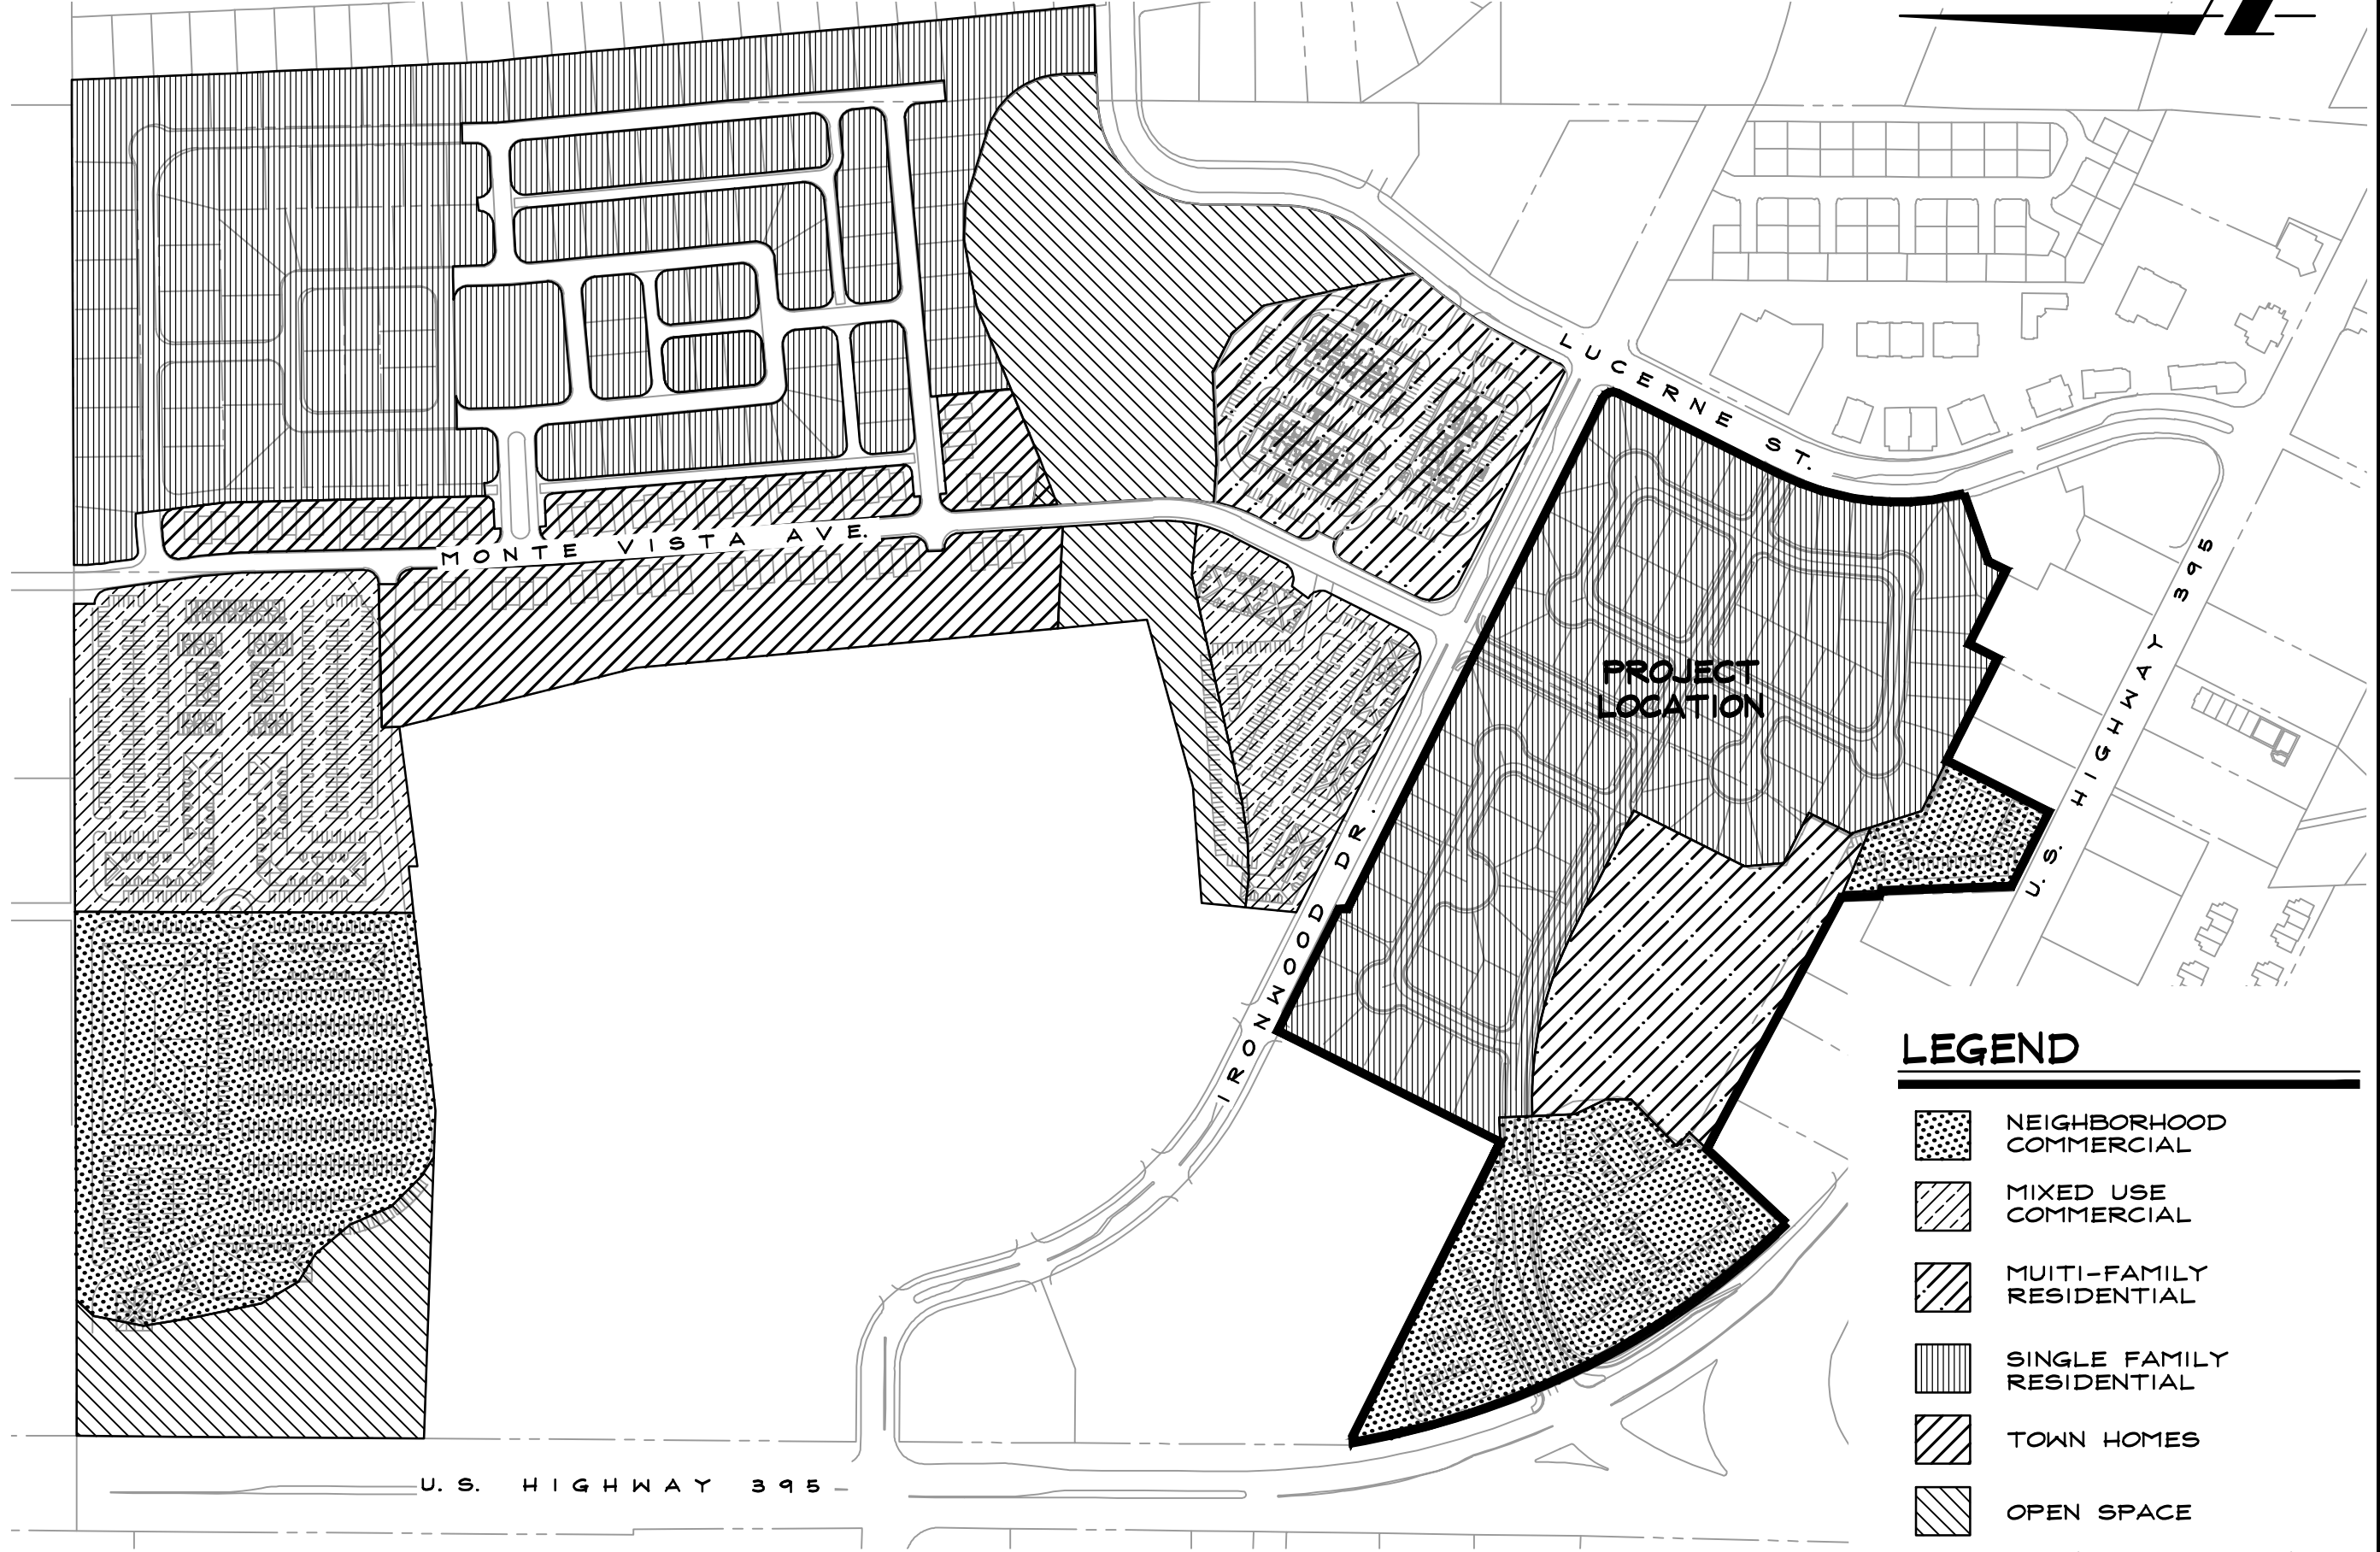 LUCERNE ST.
MONTE VISTA AVE.
U.S. HIGHWAY 395
PROJECT
LOCATION
IRONWOOD DR.
LEGEND
NEIGHBORHOOD
COMMERCIAL
MIXED USE
COMMERCIAL
MUITI-FAMILY
RESIDENTIAL
SINGLE FAMILY
RESIDENTIAL
TOWN HOMES
OPEN SPACE
U.S. HIGHWAY 395